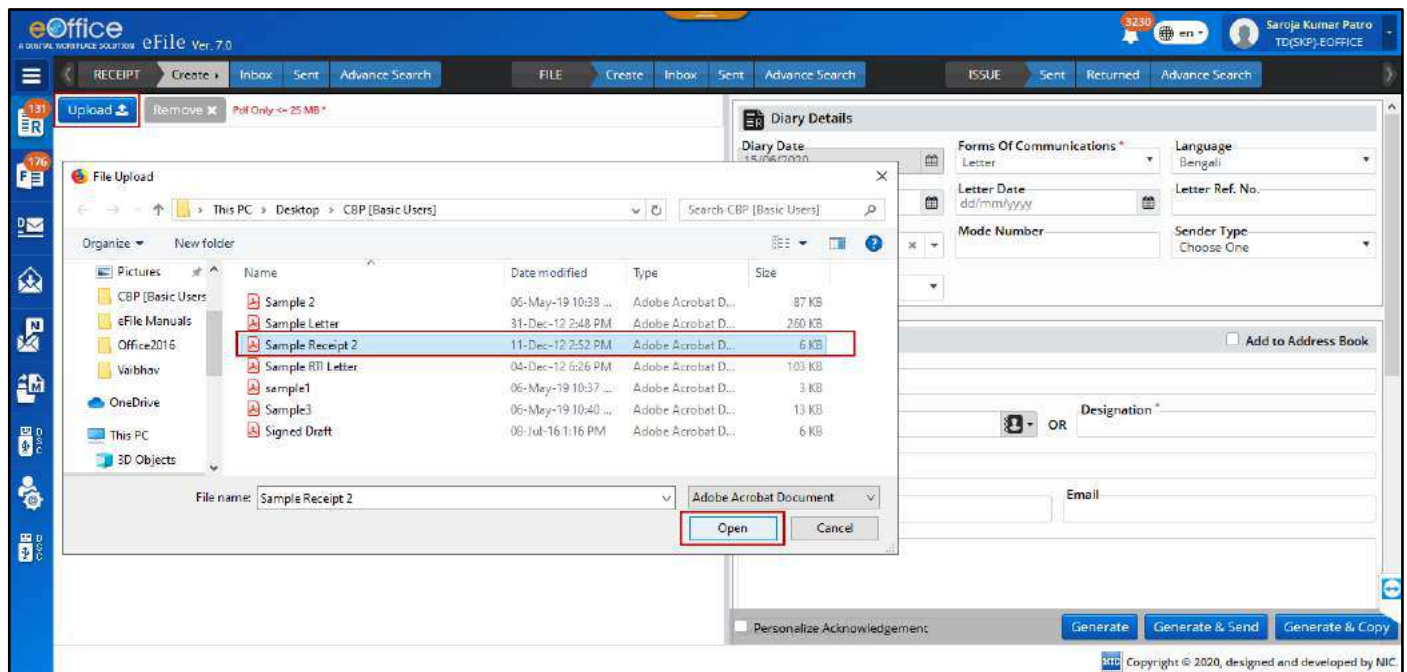 eOffice
A DIGITAL WORKPLACE SOLUTION eFile Ver. 7.0
3230
en
Saroja Kumar Patro
TD(SKP)-EOFFICE
RECEIPT Create Inbox Sent Advance Search FILE Create Inbox Sent Advance Search ISSUE Sent Returned Advance Search
131
R
176
F
D
N
M
DSC
DSC
Upload Remove Pdf Only <= 25 MB *
Diary Details
Diary Date Forms Of Communications * Language
15/06/2020 Letter Bengali
Letter Date Letter Ref. No.
dd/mm/yyyy
Mode Number Sender Type
Choose One
Add to Address Book
OR Designation *
Email
File Upload
This PC > Desktop > CBP [Basic Users] Search CBP [Basic Users]
Organize New folder
Pictures
CBP [Basic Users
eFile Manuals
Office2016
Vaibhav
OneDrive
This PC
3D Objects
Name Date modified Type Size
Sample 2 06-May-19 10:38 ... Adobe Acrobat D... 87 KB
Sample Letter 31-Dec-12 2:48 PM Adobe Acrobat D... 260 KB
Sample Receipt 2 11-Dec-12 2:52 PM Adobe Acrobat D... 6 KB
Sample RTI Letter 04-Dec-12 6:26 PM Adobe Acrobat D... 103 KB
sample1 06-May-19 10:37 ... Adobe Acrobat D... 3 KB
Sample3 06-May-19 10:40 ... Adobe Acrobat D... 13 KB
Signed Draft 08-Jul-16 1:16 PM Adobe Acrobat D... 6 KB
File name: Sample Receipt 2 Adobe Acrobat Document
Open Cancel
Personalize Acknowledgement Generate Generate & Send Generate & Copy
NIC Copyright © 2020, designed and developed by NIC.